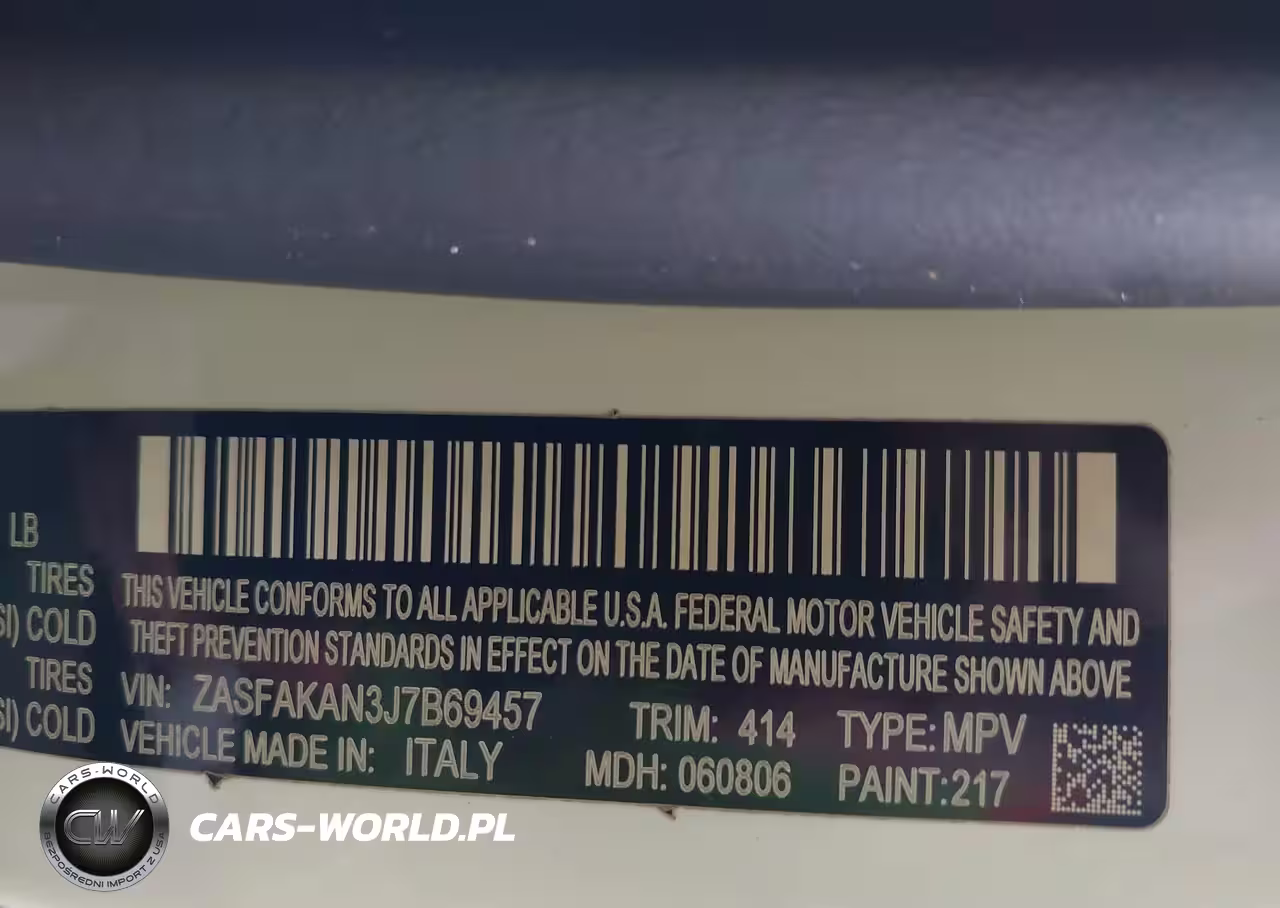 LB
TIRES
SI) COLD
TIRES
SI) COLD
THIS VEHICLE CONFORMS TO ALL APPLICABLE U.S.A. FEDERAL MOTOR VEHICLE SAFETY AND
THEFT PREVENTION STANDARDS IN EFFECT ON THE DATE OF MANUFACTURE SHOWN ABOVE
VIN: ZASFAKAN3J7B69457 TRIM: 414 TYPE: MPV
VEHICLE MADE IN: ITALY MDH: 060806 PAINT:217
CARS-WORLD
CW
BEZPOŚREDNI IMPORT Z USA
CARS-WORLD.PL